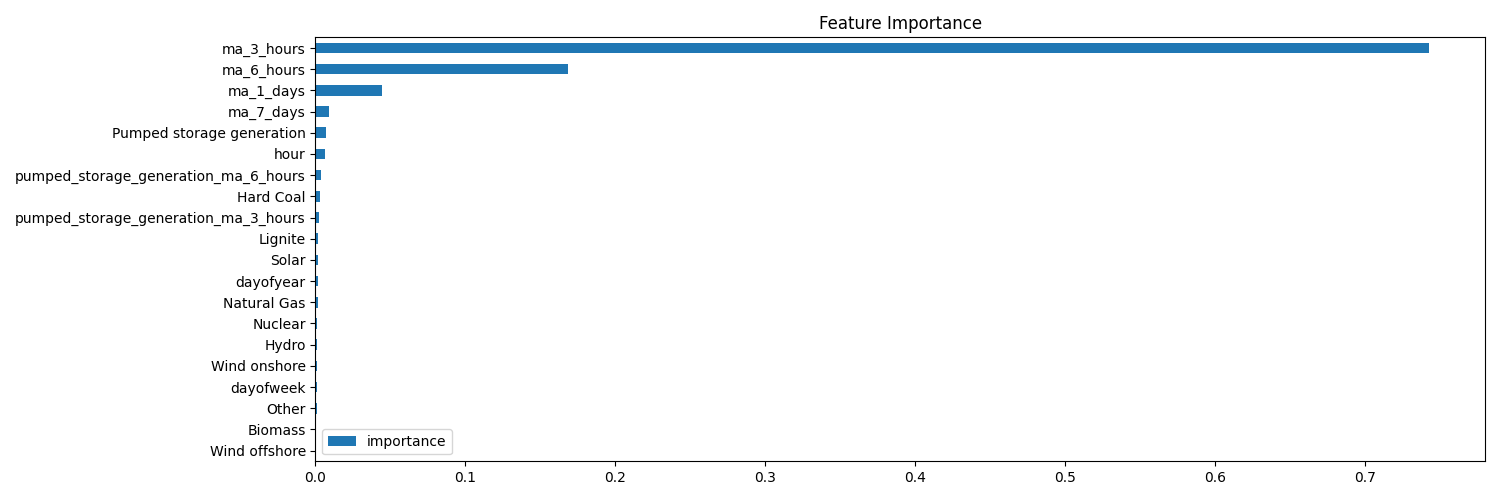 Feature Importance
ma_3_hours
ma_6_hours
ma_1_days
ma_7_days
Pumped storage generation
hour
pumped_storage_generation_ma_6_hours
Hard Coal
pumped_storage_generation_ma_3_hours
Lignite
Solar
dayofyear
Natural Gas
Nuclear
Hydro
Wind onshore
dayofweek
Other
Biomass
Wind offshore
importance
0.0 0.1 0.2 0.3 0.4 0.5 0.6 0.7